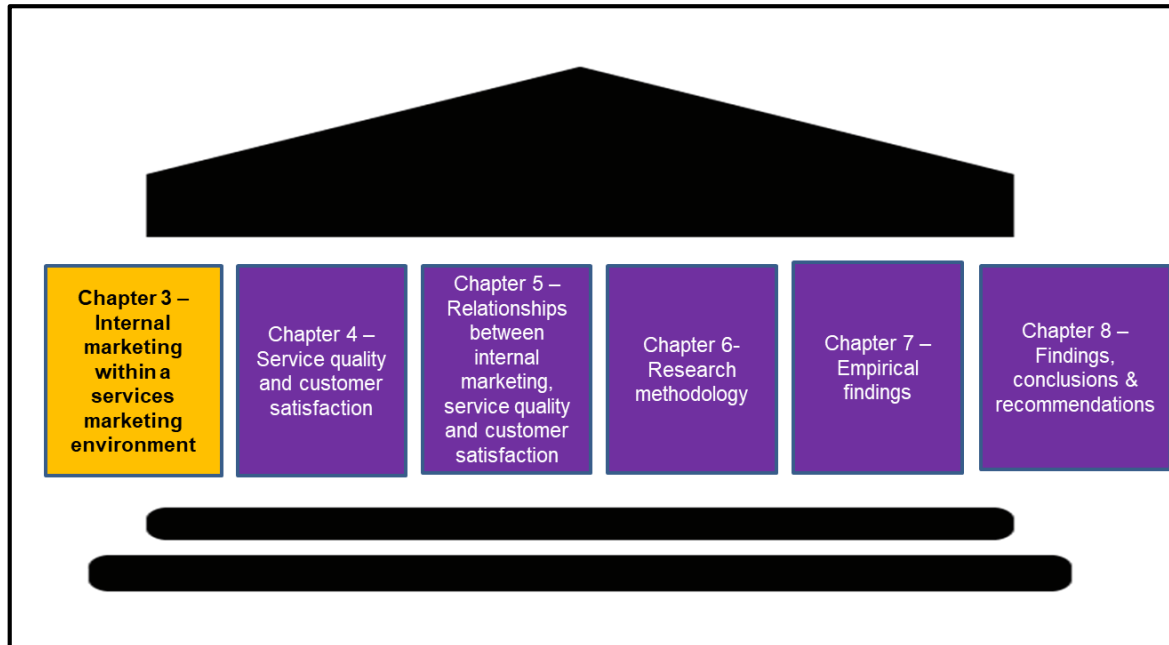 Chapter 3 –
Internal
marketing
within a
services
marketing
environment
Chapter 4 –
Service quality
and customer
satisfaction
Chapter 5 –
Relationships
between
internal
marketing,
service quality
and customer
satisfaction
Chapter 6-
Research
methodology
Chapter 7 –
Empirical
findings
Chapter 8 –
Findings,
conclusions &
recommendations